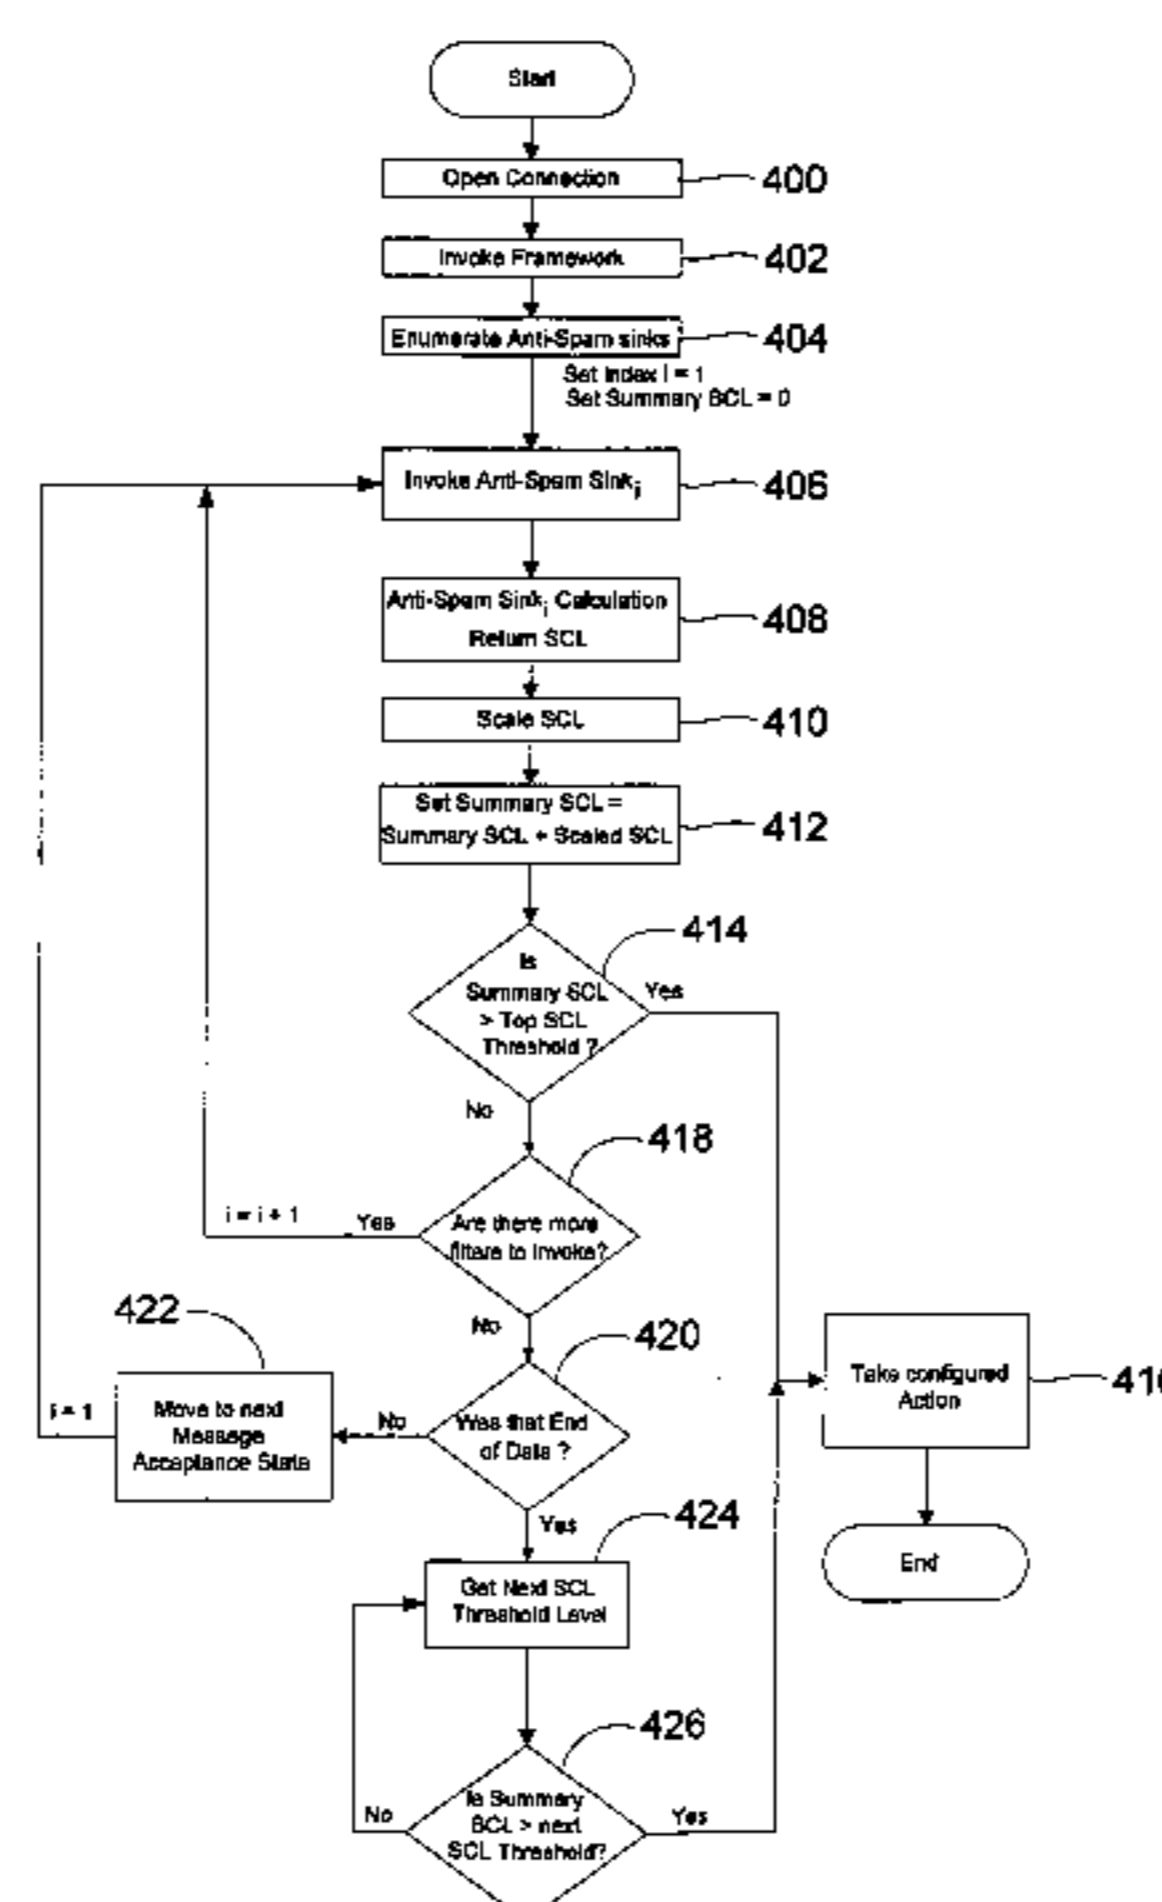 Start
Open Connection
400
Invoke Framework
402
Enumerate Anti-Spam sinks
404
Set Index i = 1
Set Summary SCL = 0
Invoke Anti-Spam Sink i
406
Anti-Spam Sink i Calculation
Return SCL
408
Scale SCL
410
Set Summary SCL =
Summary SCL + Scaled SCL
412
414
Is
Summary SCL
> Top SCL
Threshold ?
Yes
No
418
Are there more
filters to invoke?
Yes
i = i + 1
No
420
Was that End
of Data ?
No
422
Move to next
Message
Acceptance State
i = 1
Take configured
Action
41
End
Yes
424
Get Next SCL
Threshold Level
426
Is Summary
SCL > next
SCL Threshold?
No
Yes